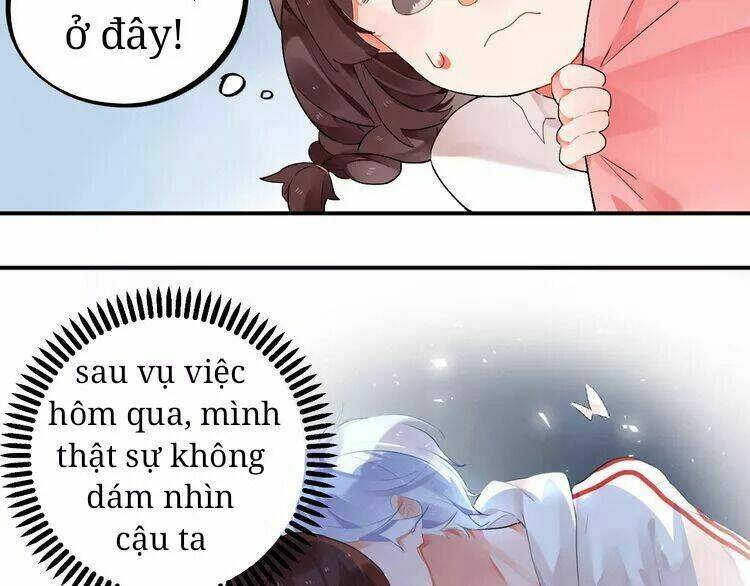 ở đây!
sau vụ việc
hôm qua, mình
thật sự không
dám nhìn
cậu ta